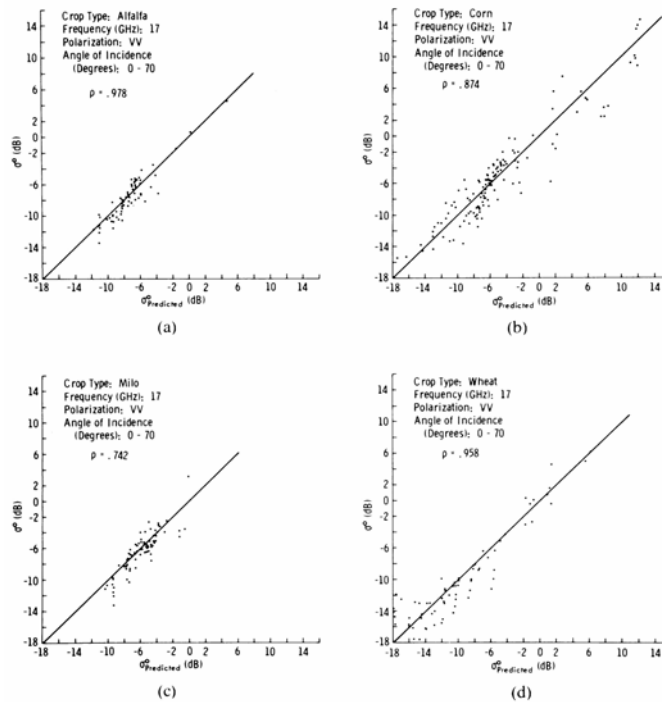 Crop Type: Alfalfa
Frequency (GHz): 17
Polarization: VV
Angle of Incidence
(Degrees): 0 - 70
ρ = .978
σ° (dB)
14
10
6
2
0
-2
-6
-10
-14
-18
-18 -14 -10 -6 -2 0 2 6 10 14
σ°Predicted (dB)
(a)
Crop Type: Corn
Frequency (GHz): 17
Polarization: VV
Angle of Incidence
(Degrees): 0 - 70
ρ = .874
σ° (dB)
14
10
6
2
0
-2
-6
-10
-14
-18
-18 -14 -10 -6 -2 0 2 6 10 14
σ°Predicted (dB)
(b)
Crop Type: Milo
Frequency (GHz): 17
Polarization: VV
Angle of Incidence
(Degrees): 0 - 70
ρ = .742
σ° (dB)
14
10
6
2
0
-2
-6
-10
-14
-18
-18 -14 -10 -6 -2 0 2 6 10 14
σ°Predicted (dB)
(c)
Crop Type: Wheat
Frequency (GHz): 17
Polarization: VV
Angle of Incidence
(Degrees): 0 - 70
ρ = .958
σ° (dB)
14
10
6
2
0
-2
-6
-10
-14
-18
-18 -14 -10 -6 -2 0 2 6 10 14
σ°Predicted (dB)
(d)